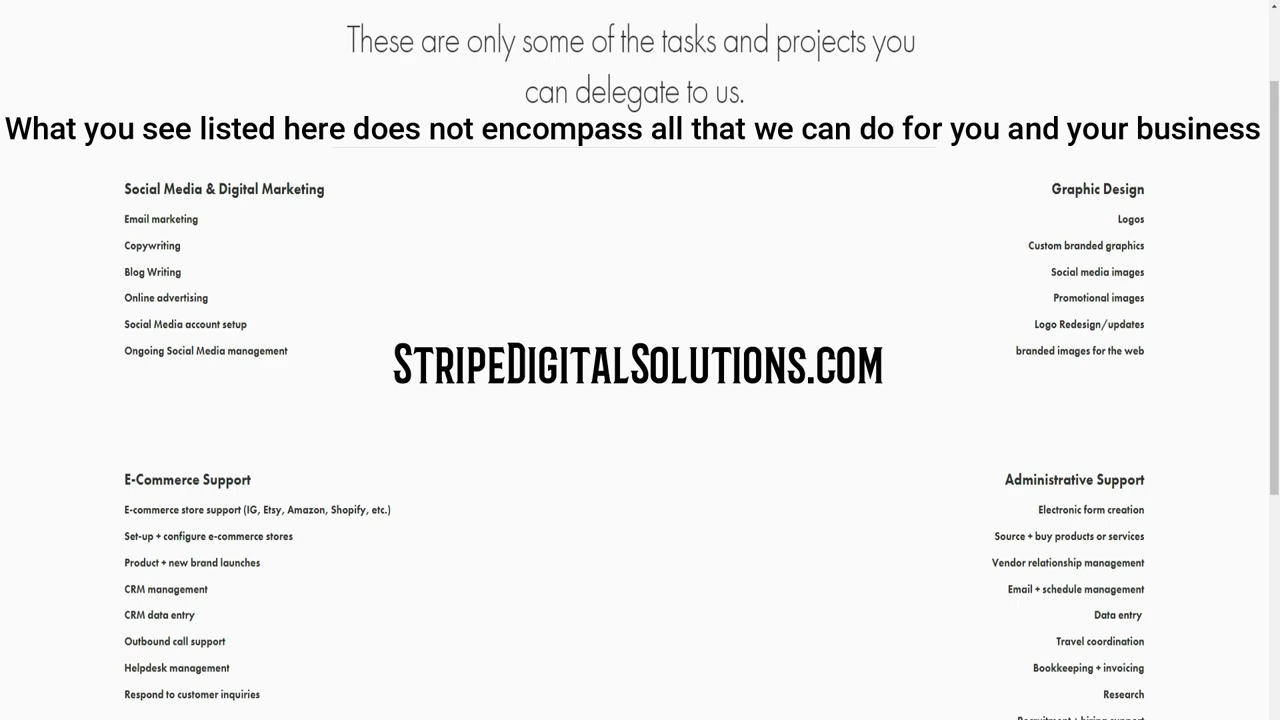 These are only some of the tasks and projects you
can delegate to us.
What you see listed here does not encompass all that we can do for you and your business
Social Media & Digital Marketing
Email marketing
Copywriting
Blog Writing
Online advertising
Social Media account setup
Ongoing Social Media management
Graphic Design
Logos
Custom branded graphics
Social media images
Promotional images
Logo Redesign/updates
branded images for the web
StripeDigitalSolutions.com
E-Commerce Support
E-commerce store support (IG, Etsy, Amazon, Shopify, etc.)
Set-up + configure e-commerce stores
Product + new brand launches
CRM management
CRM data entry
Outbound call support
Helpdesk management
Respond to customer inquiries
Administrative Support
Electronic form creation
Source + buy products or services
Vendor relationship management
Email + schedule management
Data entry
Travel coordination
Bookkeeping + invoicing
Research
Recruitment + hiring support